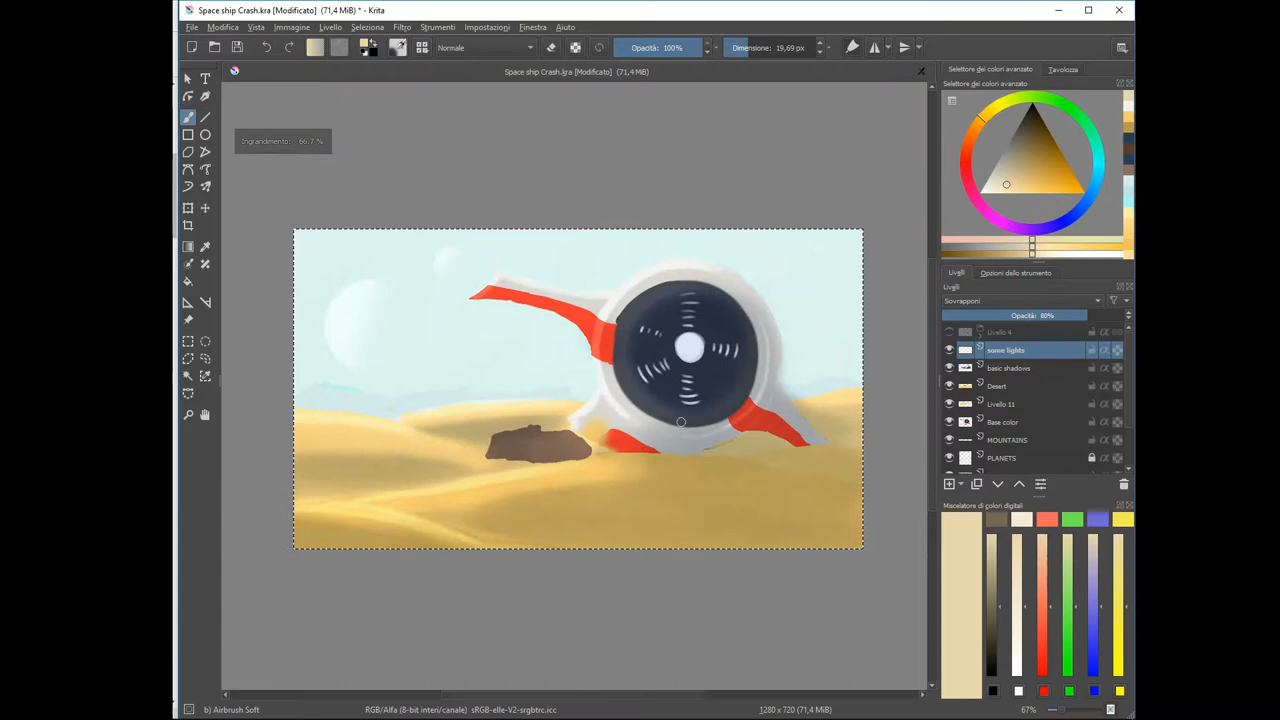 Space ship Crash.kra [Modificato] (71,4 MiB) * - Krita
File Modifica Vista Immagine Livello Seleziona Filtro Strumenti Impostazioni Finestra Aiuto
Normale Opacità: 100% Dimensione: 19,69 px
Space ship Crash.kra [Modificato] (71,4 MiB)
Ingrandimento: 66.7 %
Selettore dei colori avanzato Tavolozza
Selettore dei colori avanzato
Livelli Opzioni dello strumento
Livelli
Sovrapponi
Opacità: 80%
Livello 4
some lights
basic shadows
Desert
Livello 11
Base color
MOUNTAINS
PLANETS
Miscelatore di colori digitali
b) Airbrush Soft RGB/Alfa (8-bit interi/canale) sRGB-elle-V2-srgbtrc.icc 1280 x 720 (71,4 MiB) 67%